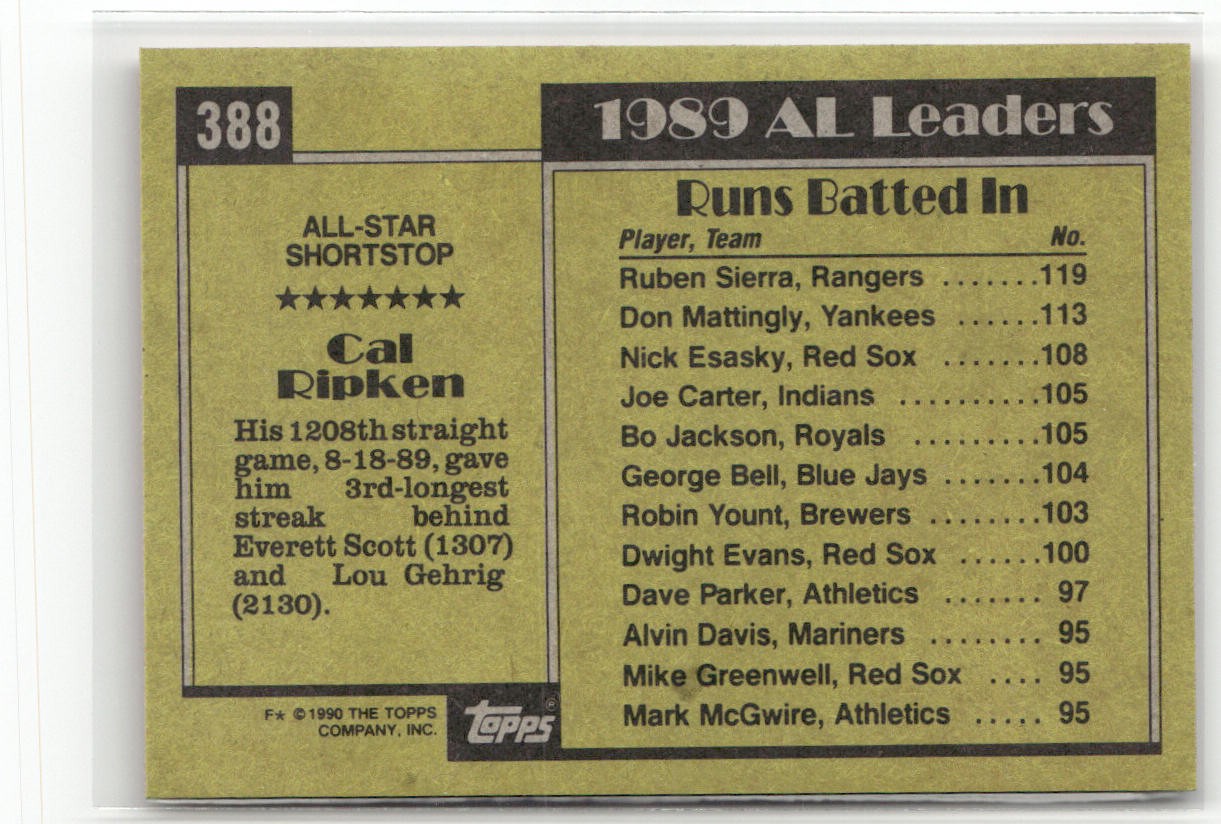 388
ALL-STAR
SHORTSTOP
★★★★★★★
Cal
Ripken
His 1208th straight
game, 8-18-89, gave
him 3rd-longest
streak behind
Everett Scott (1307)
and Lou Gehrig
(2130).
F★ ©1990 THE TOPPS
COMPANY, INC.
topps®
1989 AL Leaders
Runs Batted In
Player, Team No.
Ruben Sierra, Rangers .......119
Don Mattingly, Yankees ......113
Nick Esasky, Red Sox .......108
Joe Carter, Indians ..........105
Bo Jackson, Royals .........105
George Bell, Blue Jays .......104
Robin Yount, Brewers ........103
Dwight Evans, Red Sox ......100
Dave Parker, Athletics ....... 97
Alvin Davis, Mariners ........ 95
Mike Greenwell, Red Sox .... 95
Mark McGwire, Athletics ..... 95